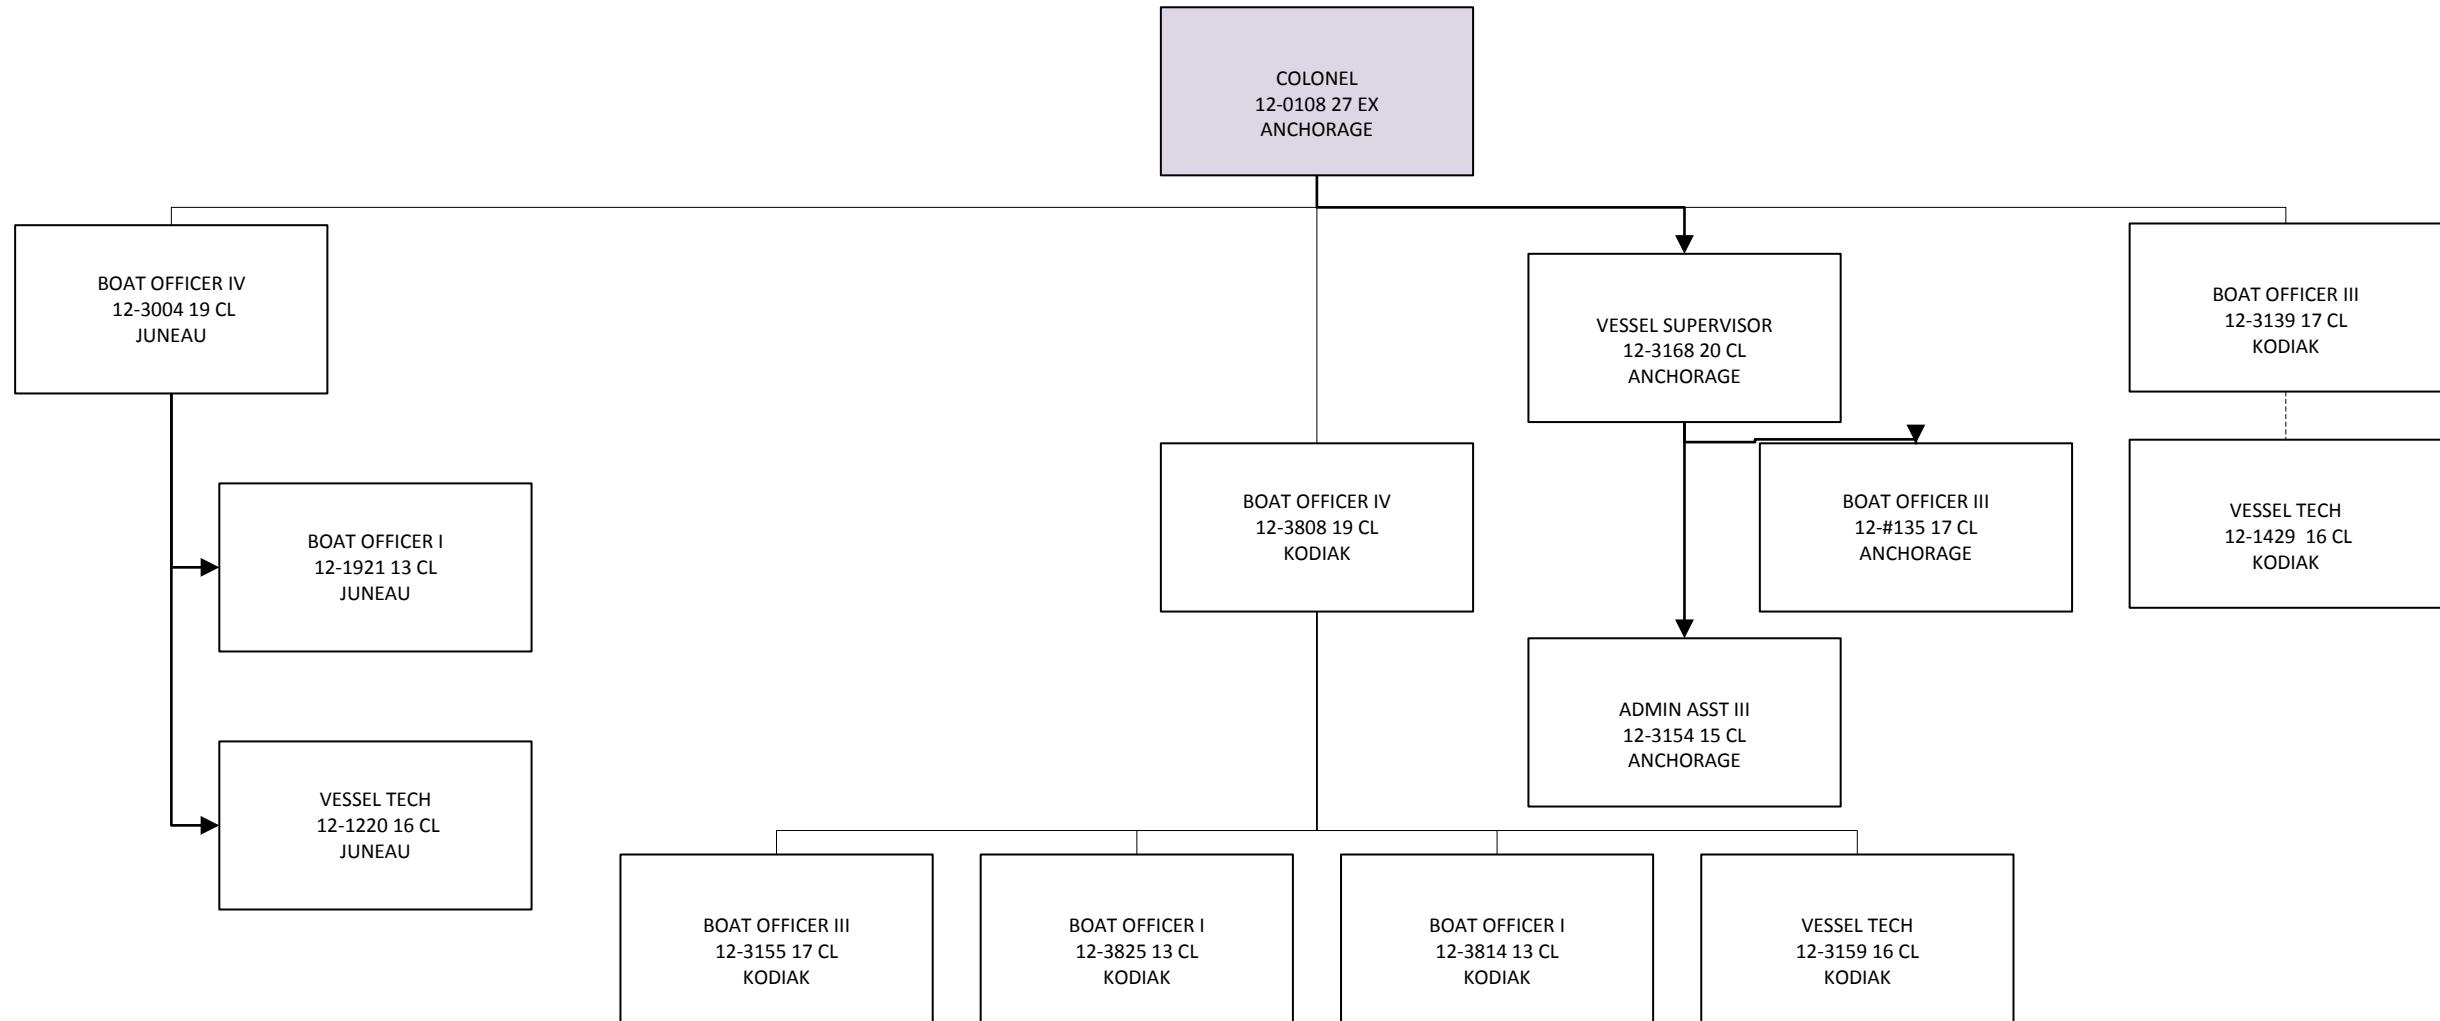 COLONEL
12-0108 27 EX
ANCHORAGE
BOAT OFFICER IV
12-3004 19 CL
JUNEAU
VESSEL SUPERVISOR
12-3168 20 CL
ANCHORAGE
BOAT OFFICER III
12-3139 17 CL
KODIAK
BOAT OFFICER I
12-1921 13 CL
JUNEAU
BOAT OFFICER IV
12-3808 19 CL
KODIAK
BOAT OFFICER III
12-#135 17 CL
ANCHORAGE
VESSEL TECH
12-1429  16 CL
KODIAK
ADMIN ASST III
12-3154 15 CL
ANCHORAGE
VESSEL TECH
12-1220 16 CL
JUNEAU
BOAT OFFICER III
12-3155 17 CL
KODIAK
BOAT OFFICER I
12-3825 13 CL
KODIAK
BOAT OFFICER I
12-3814 13 CL
KODIAK
VESSEL TECH
12-3159 16 CL
KODIAK